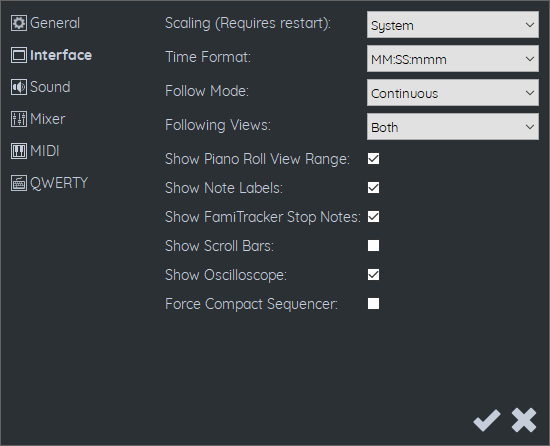 General
Interface
Sound
Mixer
MIDI
QWERTY
Scaling (Requires restart): System
Time Format: MM:SS:mmm
Follow Mode: Continuous
Following Views: Both
Show Piano Roll View Range:
Show Note Labels:
Show FamiTracker Stop Notes:
Show Scroll Bars:
Show Oscilloscope:
Force Compact Sequencer: